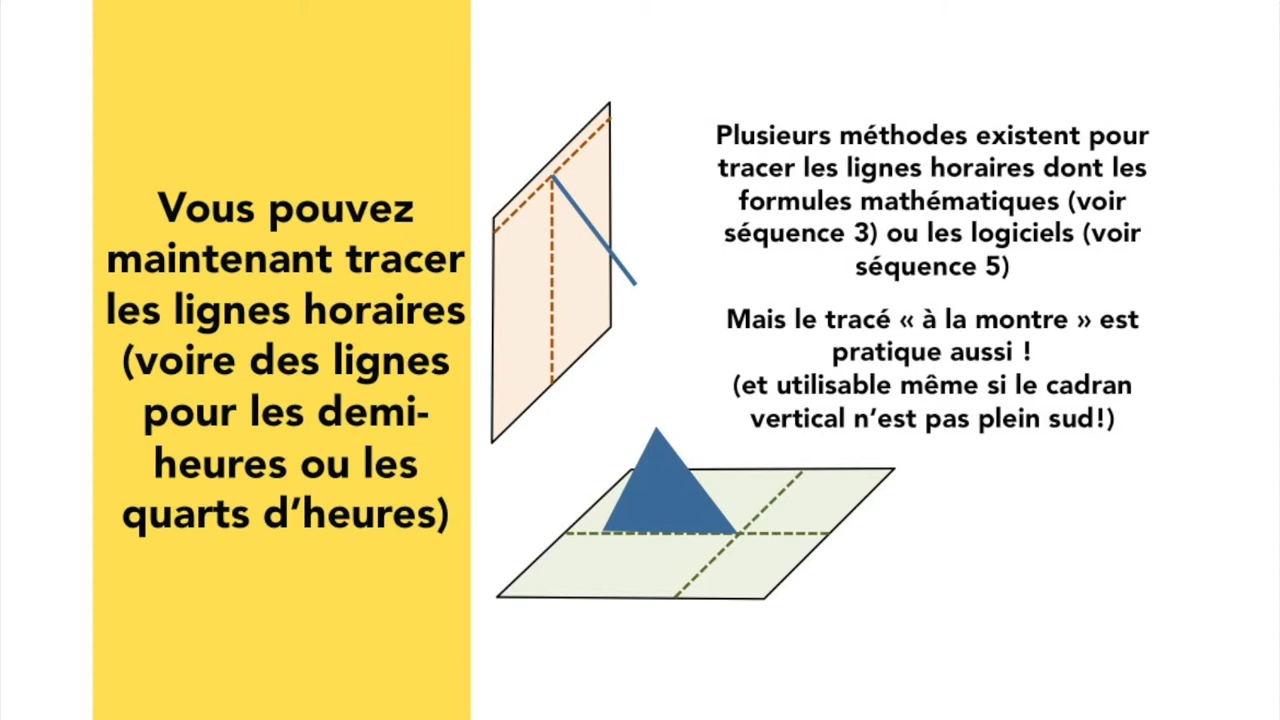 Vous pouvez
maintenant tracer
les lignes horaires
(voire des lignes
pour les demi-
heures ou les
quarts d’heures)
Plusieurs méthodes existent pour
tracer les lignes horaires dont les
formules mathématiques (voir
séquence 3) ou les logiciels (voir
séquence 5)
Mais le tracé « à la montre » est
pratique aussi !
(et utilisable même si le cadran
vertical n’est pas plein sud!)